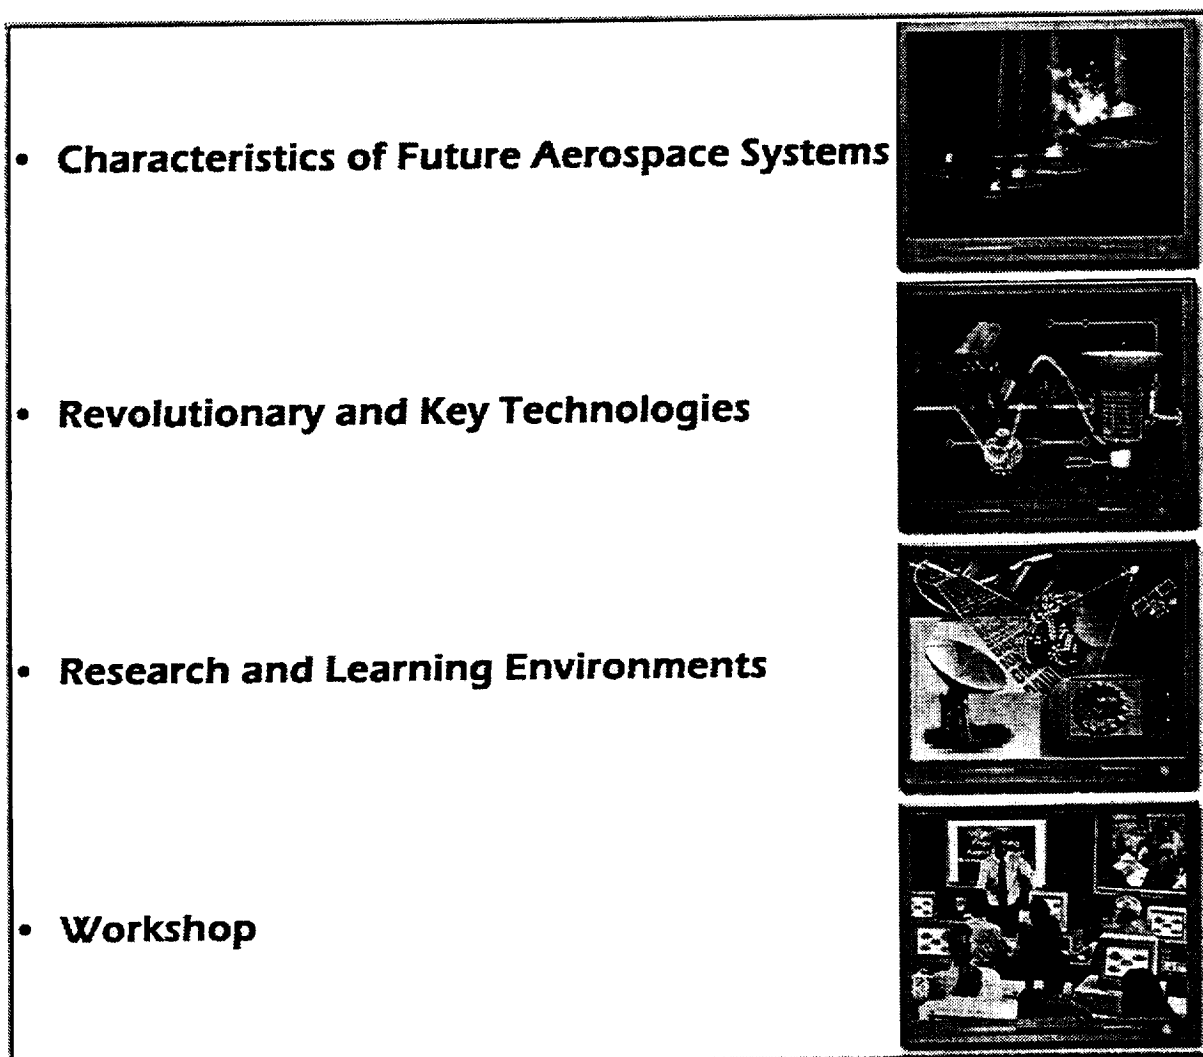 • Characteristics of Future Aerospace Systems
• Revolutionary and Key Technologies
• Research and Learning Environments
• Workshop